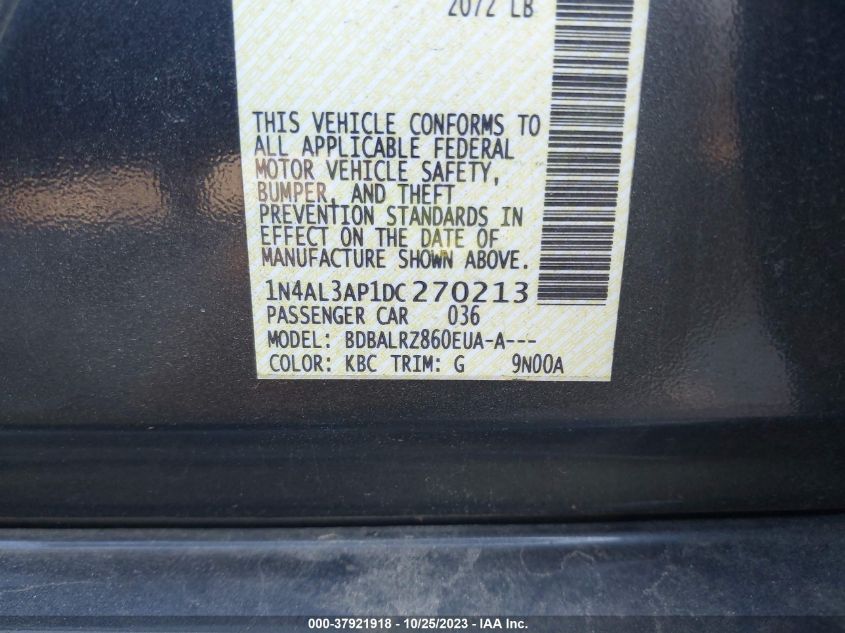 2072 LB
THIS VEHICLE CONFORMS TO
ALL APPLICABLE FEDERAL
MOTOR VEHICLE SAFETY,
BUMPER, AND THEFT
PREVENTION STANDARDS IN
EFFECT ON THE DATE OF
MANUFACTURE SHOWN ABOVE.
1N4AL3AP1DC270213
PASSENGER CAR 036
MODEL: BDBALRZ860EUA-A---
COLOR: KBC TRIM: G 9N00A
000-37921918 - 10/25/2023 - IAA Inc.